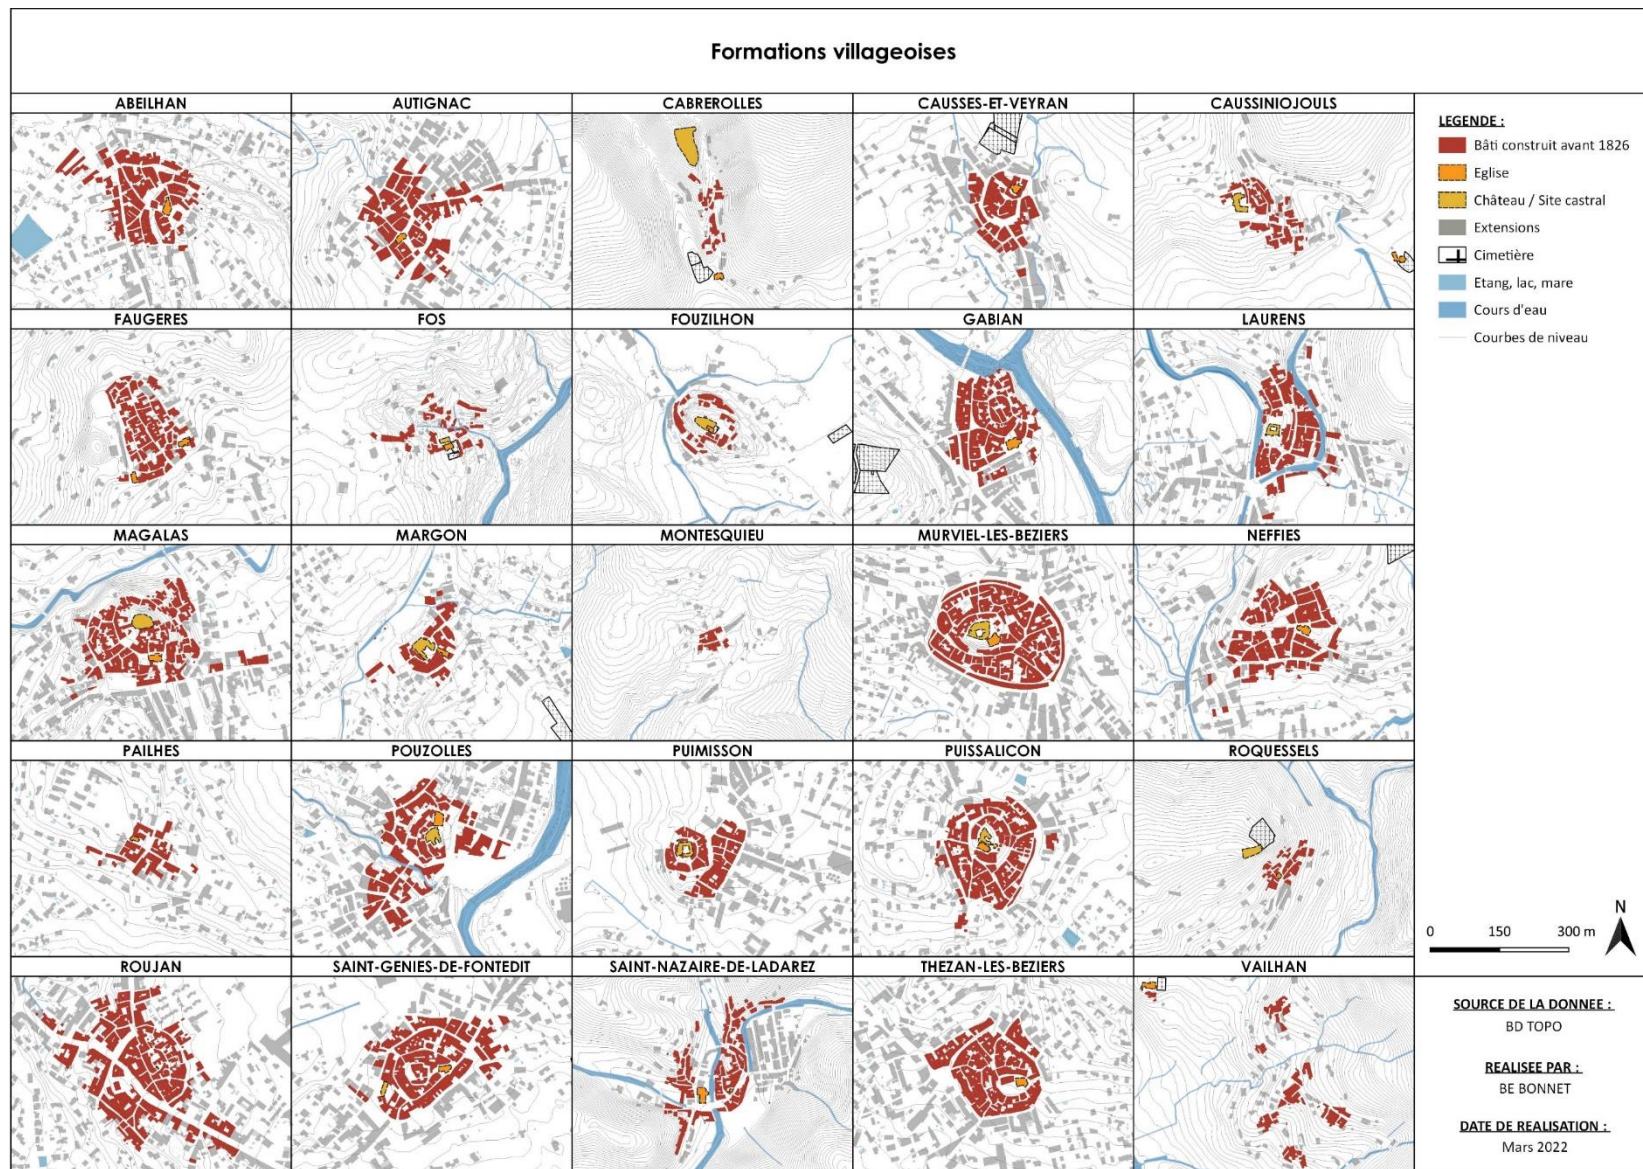 Formations villageoises
ABEILHAN
AUTIGNAC
CABREROLLES
CAUSSES-ET-VEYRAN
CAUSSINIOJOULS
FAUGERES
FOS
FOUZILHON
GABIAN
LAURENS
MAGALAS
MARGON
MONTESQUIEU
MURVIEL-LES-BEZIERS
NEFFIES
PAILHES
POUZOLLES
PUIMISSON
PUISSALICON
ROQUESSELS
ROUJAN
SAINT-GENIES-DE-FONTEDIT
SAINT-NAZAIRE-DE-LADAREZ
THEZAN-LES-BEZIERS
VAILHAN
LEGENDE :
Bâti construit avant 1826
Eglise
Château / Site castral
Extensions
Cimetière
Etang, lac, mare
Cours d'eau
Courbes de niveau
N
0 150 300 m
SOURCE DE LA DONNEE :
BD TOPO
REALISEE PAR :
BE BONNET
DATE DE REALISATION :
Mars 2022